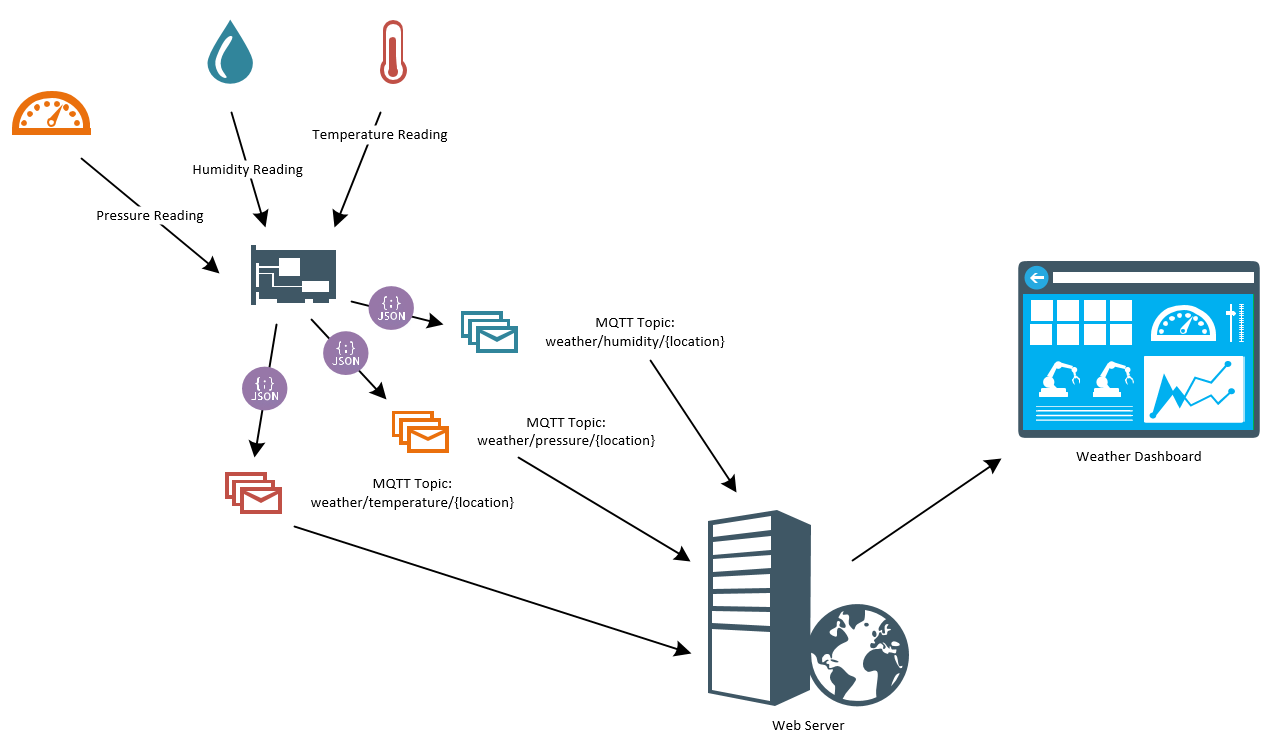 Temperature Reading
Humidity Reading
Pressure Reading
{;}
JSON
{;}
JSON
{;}
JSON
MQTT Topic:
weather/humidity/{location}
MQTT Topic:
weather/pressure/{location}
MQTT Topic:
weather/temperature/{location}
Weather Dashboard
Web Server